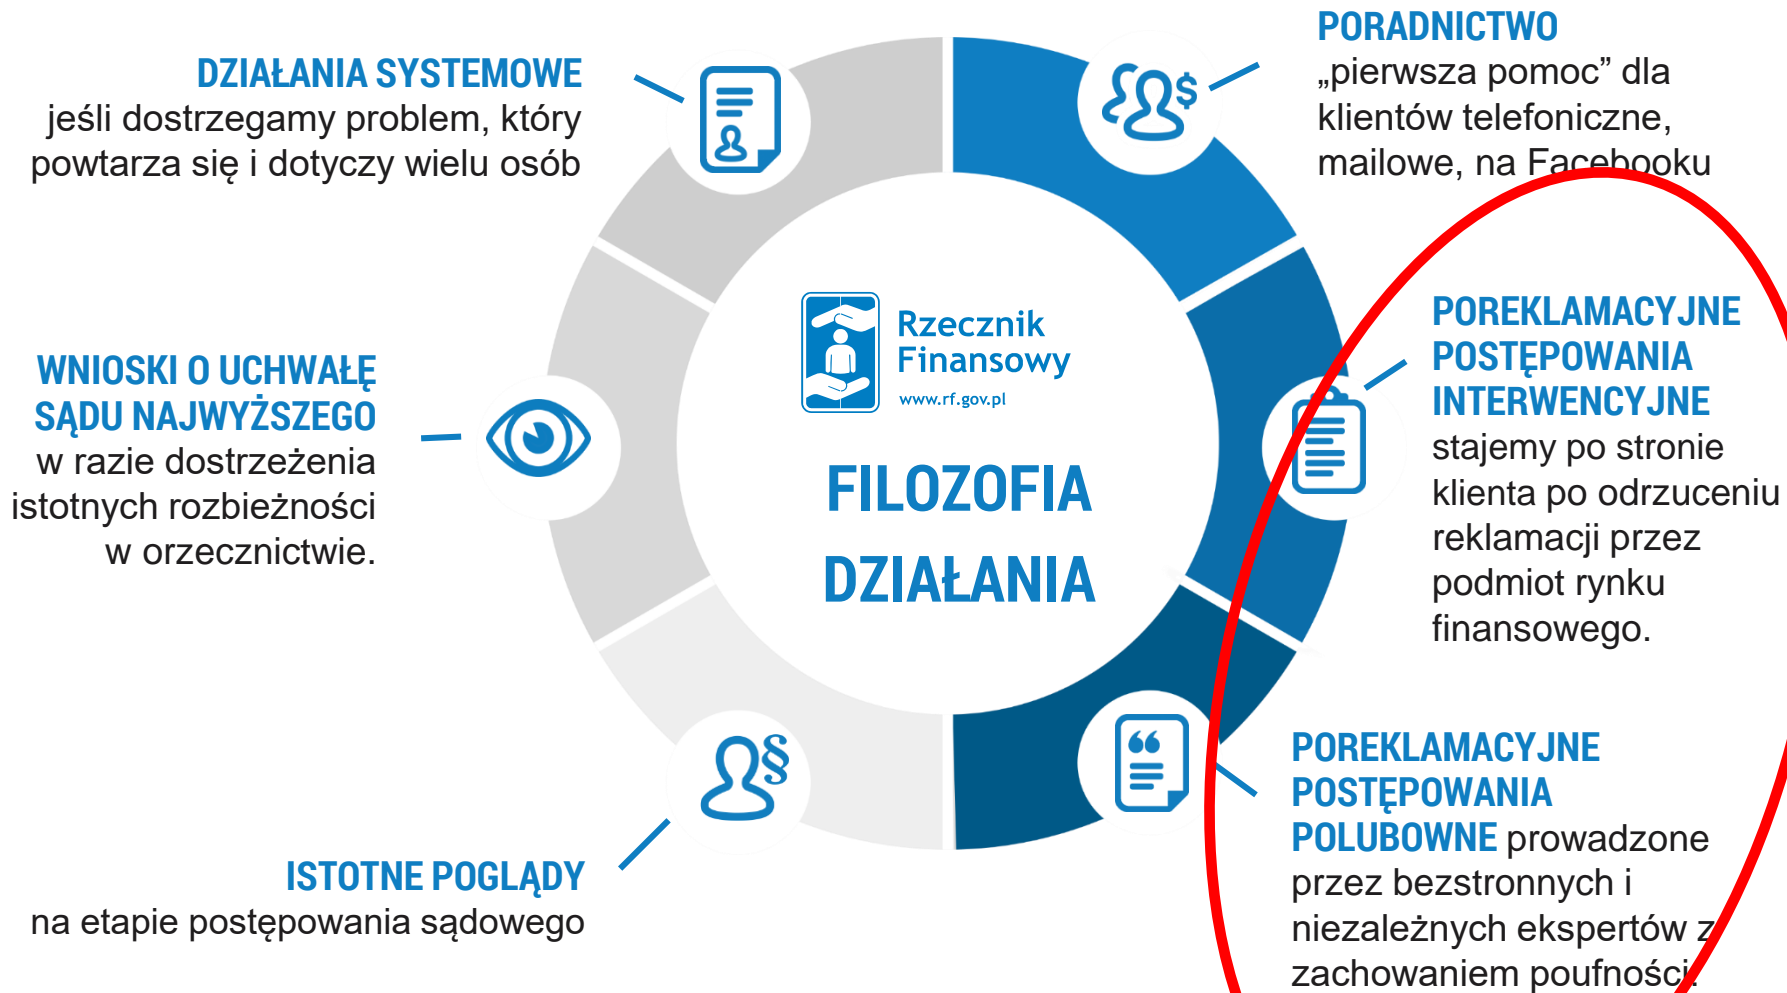 DZIAŁANIA SYSTEMOWE
jeśli dostrzegamy problem, który
powtarza się i dotyczy wielu osób
PORADNICTWO
„pierwsza pomoc” dla
klientów telefoniczne,
mailowe, na Facebooku
WNIOSKI O UCHWAŁĘ
SĄDU NAJWYŻSZEGO
w razie dostrzeżenia
istotnych rozbieżności
w orzecznictwie.
Rzecznik
Finansowy
www.rf.gov.pl
FILOZOFIA
DZIAŁANIA
POREKLAMACYJNE
POSTĘPOWANIA
INTERWENCYJNE
stajemy po stronie
klienta po odrzuceniu
reklamacji przez
podmiot rynku
finansowego.
ISTOTNE POGLĄDY
na etapie postępowania sądowego
POREKLAMACYJNE
POSTĘPOWANIA
POLUBOWNE prowadzone
przez bezstronnych i
niezależnych ekspertów z
zachowaniem poufności.